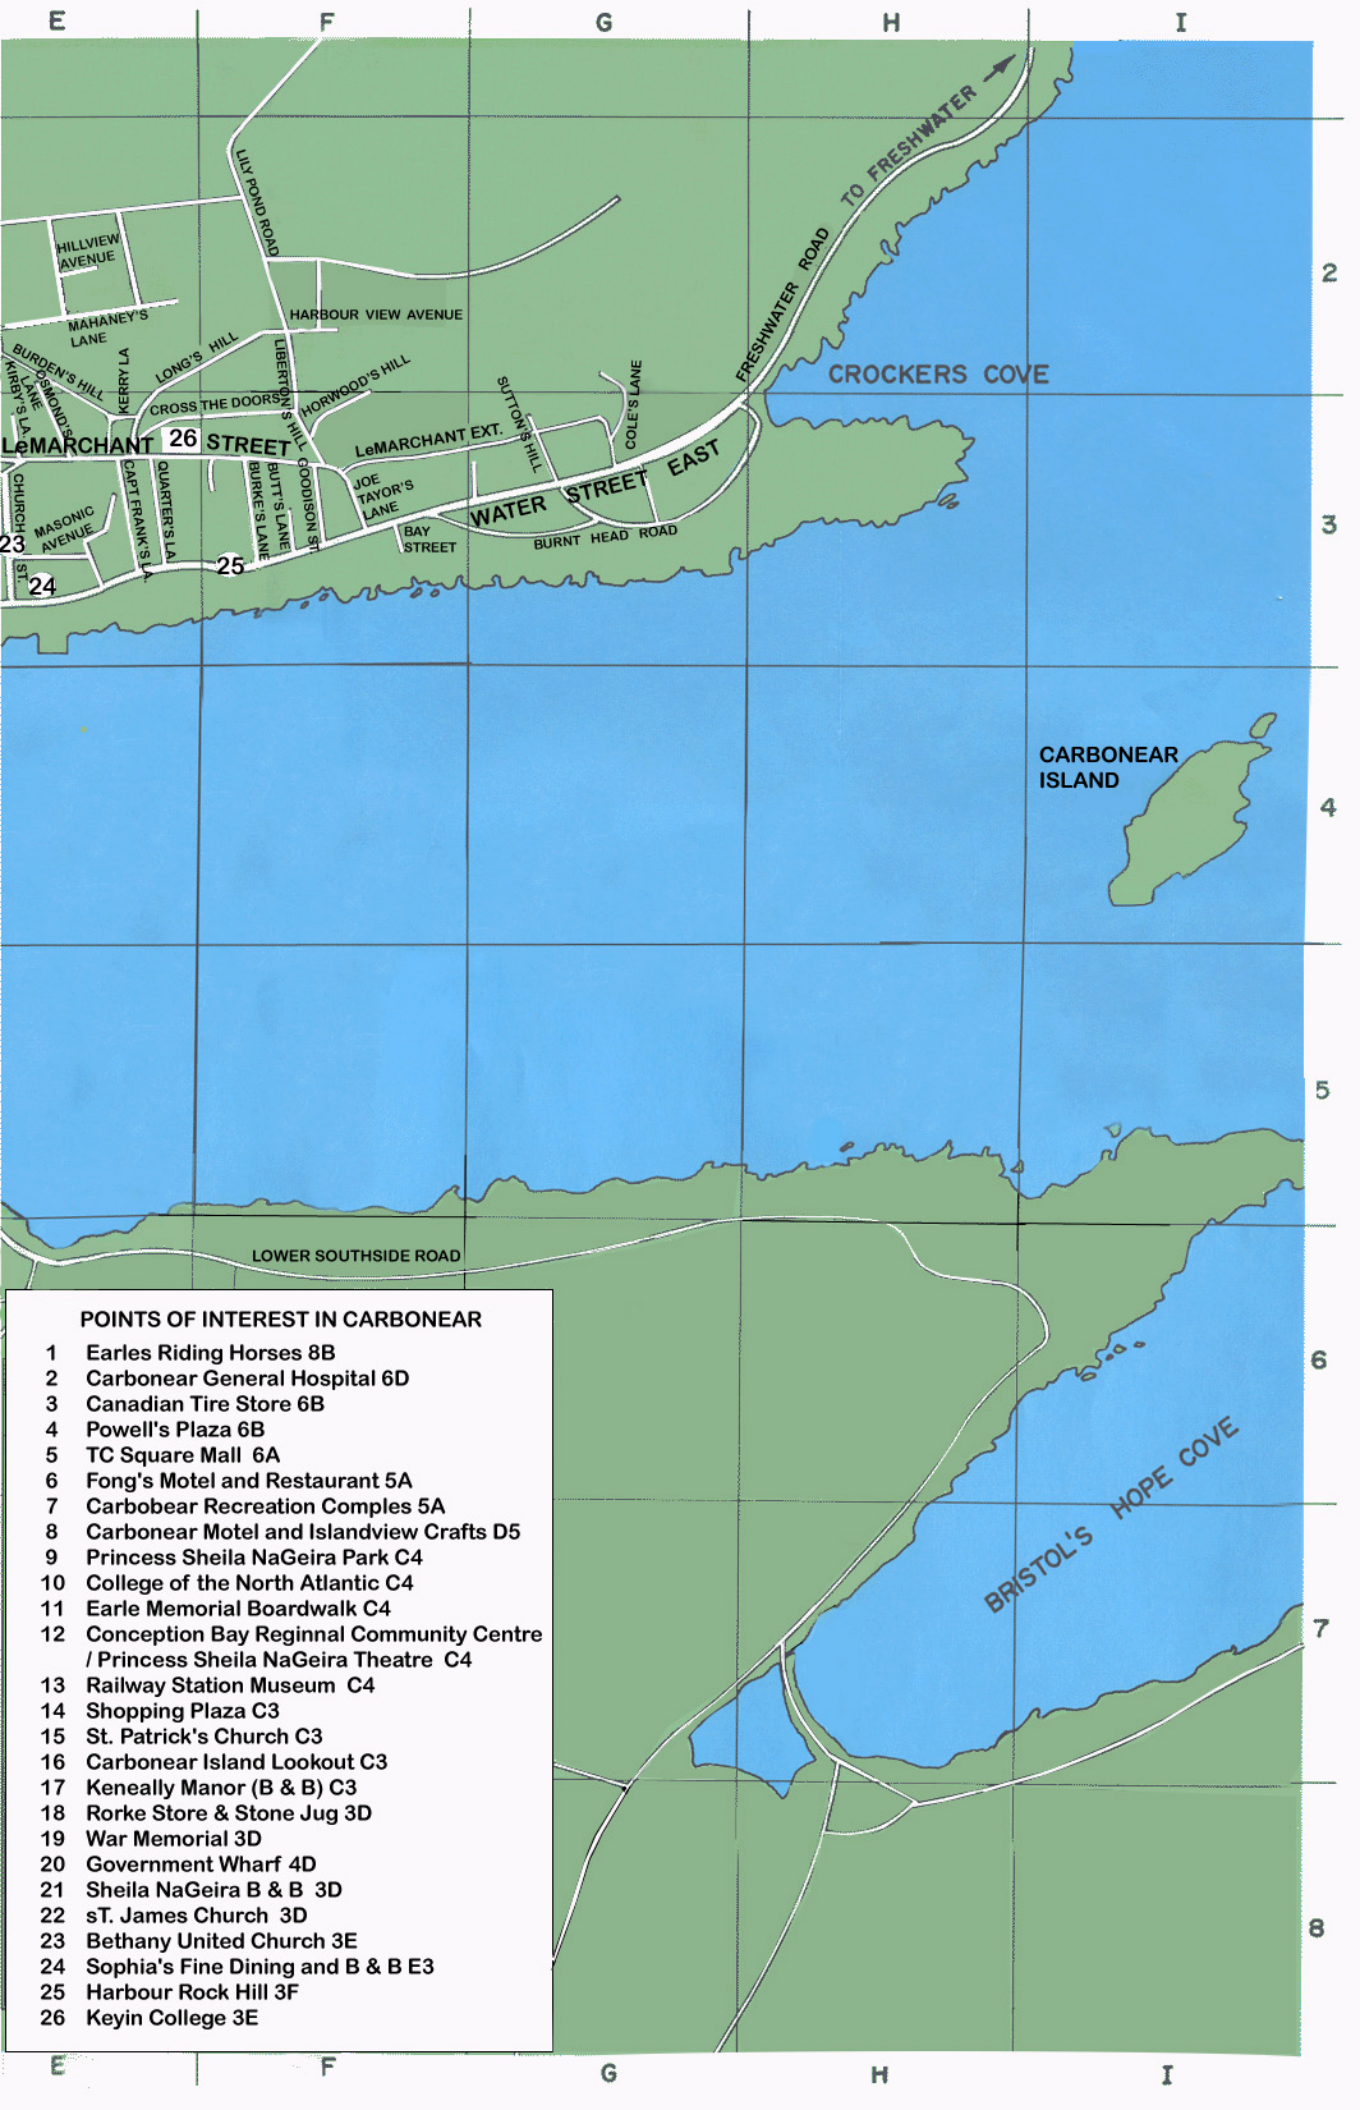 E F G H I
TO FRESHWATER
LILY POND ROAD
HILLVIEW
AVENUE
2
FRESHWATER ROAD
HARBOUR VIEW AVENUE
MAHANEY'S
LANE
LONG'S HILL
BURDEN'S HILL
KERRY LA
KIRBY'S LA
LANE
OSMOND'S
LIBERTON'S HILL
HORWOOD'S HILL
CROCKERS COVE
CROSS THE DOORS
SUTTON'S HILL
COLE'S LANE
LeMARCHANT 26 STREET
LeMARCHANT EXT.
CHURCH
ST.
CAPT FRANK'S LA.
QUARTER'S LA.
BURKE'S LANE
BUTT'S LANE
GOODISON ST.
JOE
TAYOR'S
LANE
WATER STREET EAST
MASONIC
AVENUE
BAY
STREET
BURNT HEAD ROAD
3
23
24
25
CARBONEAR
ISLAND
4
5
LOWER SOUTHSIDE ROAD
6
BRISTOL'S HOPE COVE
7
8
POINTS OF INTEREST IN CARBONEAR
1 Earles Riding Horses 8B
2 Carbonear General Hospital 6D
3 Canadian Tire Store 6B
4 Powell's Plaza 6B
5 TC Square Mall 6A
6 Fong's Motel and Restaurant 5A
7 Carbobear Recreation Comples 5A
8 Carbonear Motel and Islandview Crafts D5
9 Princess Sheila NaGeira Park C4
10 College of the North Atlantic C4
11 Earle Memorial Boardwalk C4
12 Conception Bay Reginnal Community Centre
/ Princess Sheila NaGeira Theatre C4
13 Railway Station Museum C4
14 Shopping Plaza C3
15 St. Patrick's Church C3
16 Carbonear Island Lookout C3
17 Keneally Manor (B & B) C3
18 Rorke Store & Stone Jug 3D
19 War Memorial 3D
20 Government Wharf 4D
21 Sheila NaGeira B & B 3D
22 sT. James Church 3D
23 Bethany United Church 3E
24 Sophia's Fine Dining and B & B E3
25 Harbour Rock Hill 3F
26 Keyin College 3E
E F G H I